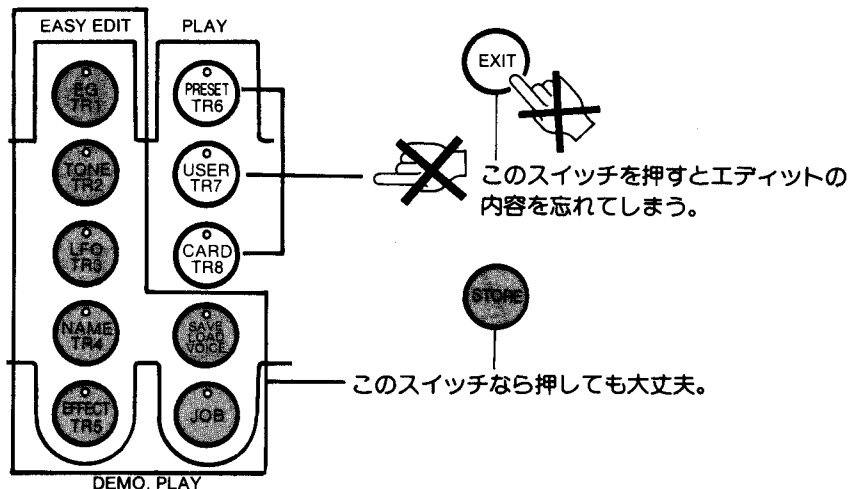 EASY EDIT
PLAY
EG
TR1
PRESET
TR6
EXIT
TONE
TR2
USER
TR7
このスイッチを押すとエディットの
内容を忘れてしまう。
LFO
TR3
CARD
TR8
STORE
NAME
TR4
SAVE
LOAD
VOICE
このスイッチなら押しても大丈夫。
EFFECT
TR5
JOB
DEMO. PLAY